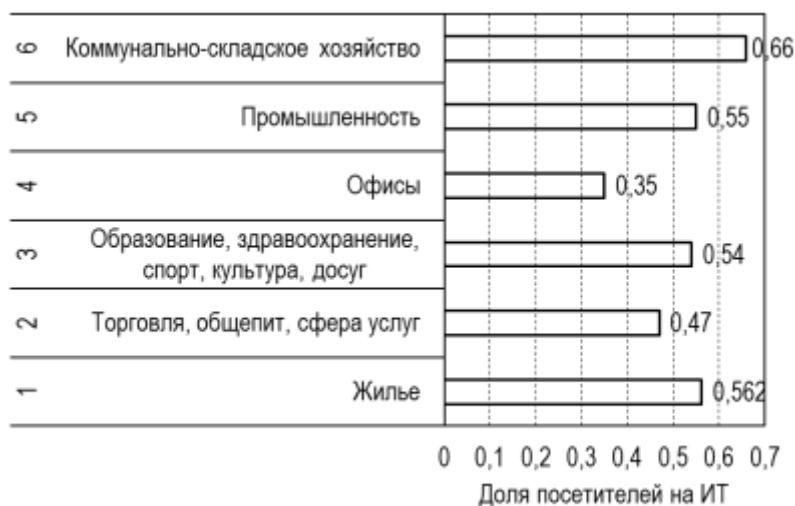 6 Коммунально-складское хозяйство 0,66
5 Промышленность 0,55
4 Офисы 0,35
3 Образование, здравоохранение,
спорт, культура, досуг 0,54
2 Торговля, общепит, сфера услуг 0,47
1 Жилье 0,562
0 0,1 0,2 0,3 0,4 0,5 0,6 0,7
Доля посетителей на ИТ